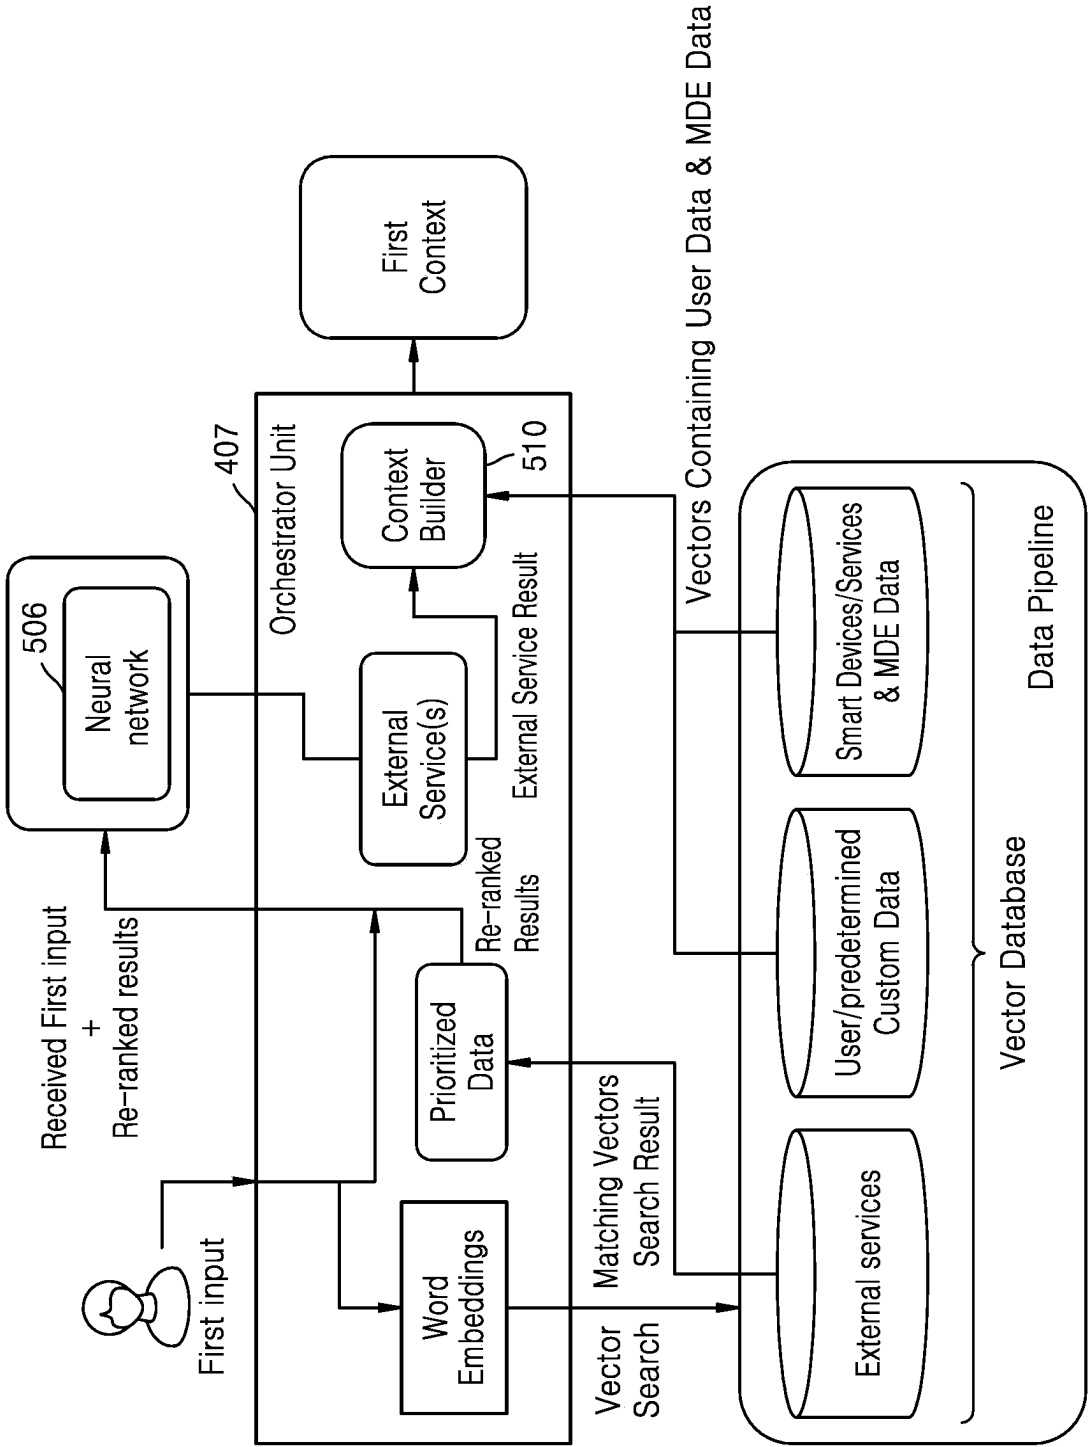 First input
Received First input
+
Re-ranked results
506
Neural
network
407
Orchestrator Unit
Word
Embeddings
Prioritized
Data
Re-ranked
Results
External
Service(s)
External Service Result
Context
Builder
510
First
Context
Vector
Search
Matching Vectors
Search Result
Vectors Containing User Data & MDE Data
External services
User/predetermined
Custom Data
Smart Devices/Services
& MDE Data
Vector Database
Data Pipeline